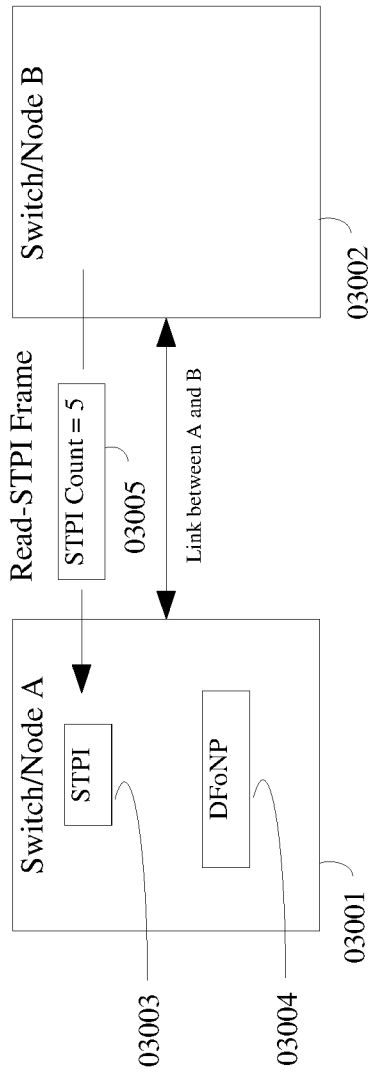 Read-STPI Frame
Switch/Node A
Switch/Node B
STPI
STPI Count = 5
03005
DFoNP
Link between A and B
03003
03004
03001
03002